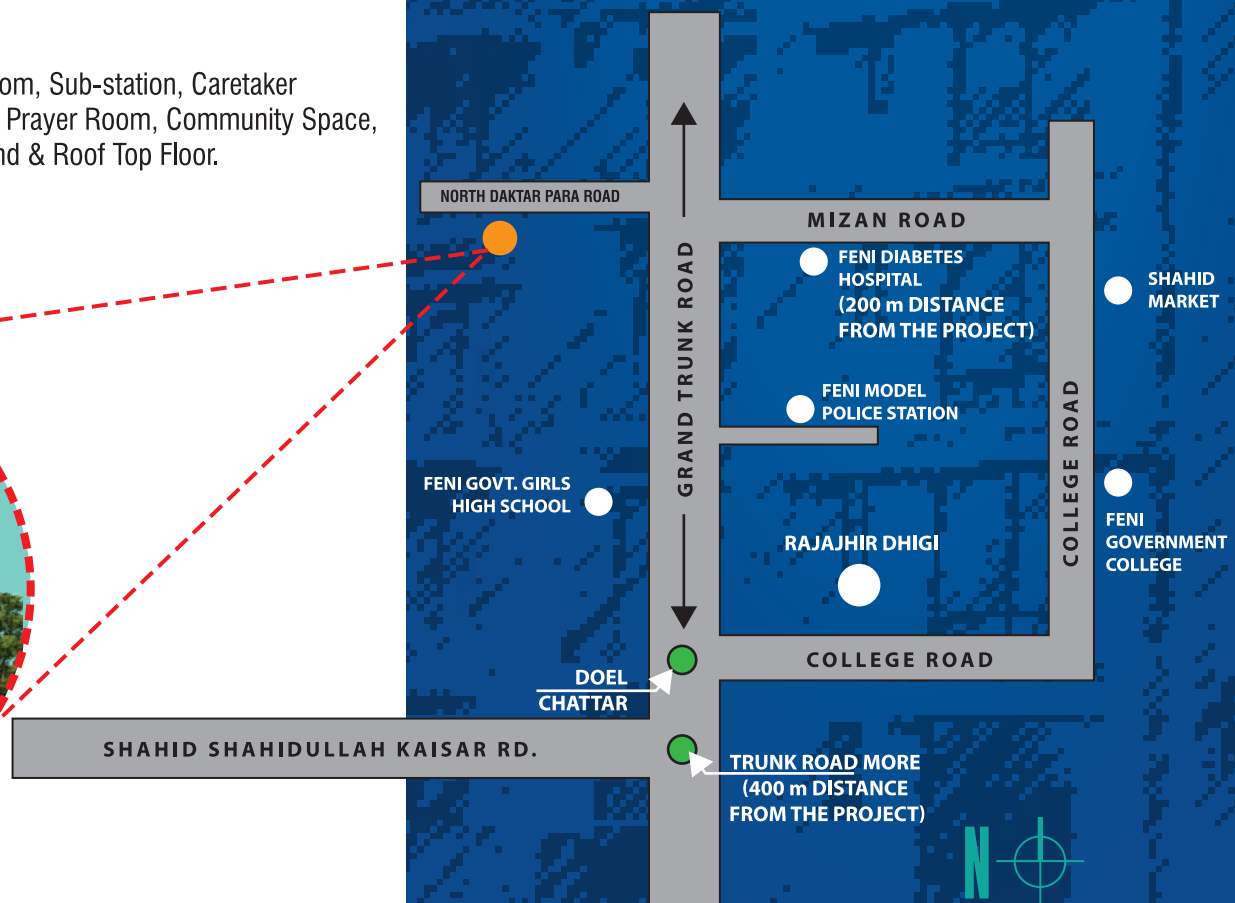 om, Sub-station, Caretaker
Prayer Room, Community Space,
nd & Roof Top Floor.
NORTH DAKTAR PARA ROAD
MIZAN ROAD
GRAND TRUNK ROAD
FENI DIABETES
HOSPITAL
(200 m DISTANCE
FROM THE PROJECT)
SHAHID
MARKET
FENI MODEL
POLICE STATION
COLLEGE ROAD
FENI GOVT. GIRLS
HIGH SCHOOL
FENI
GOVERNMENT
COLLEGE
RAJAJHIR DHIGI
COLLEGE ROAD
DOEL
CHATTAR
SHAHID SHAHIDULLAH KAISAR RD.
TRUNK ROAD MORE
(400 m DISTANCE
FROM THE PROJECT)
N